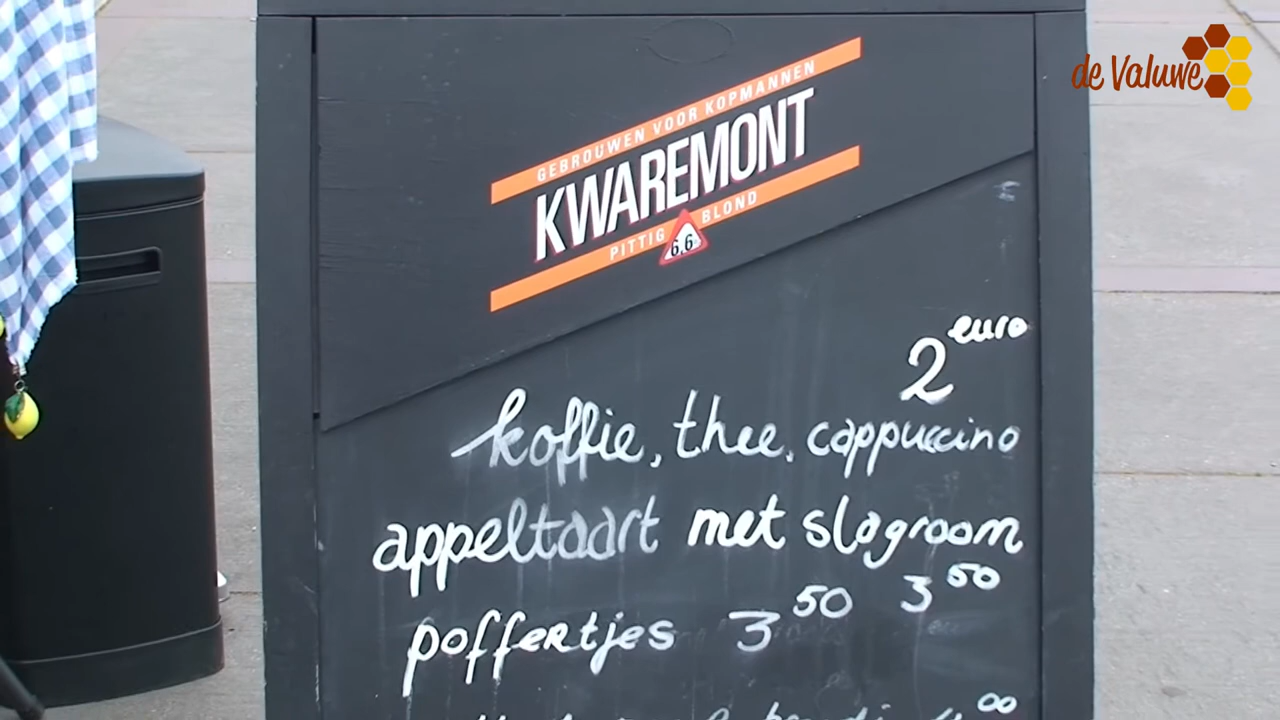 de Valuwe
GEBROUWEN VOOR KOPMANNEN
KWAREMONT
PITTIG 6.6% BLOND
2 euro
koffie, thee, cappuccino
appeltaart met slagroom
3 50
poffertjes 3 50
00